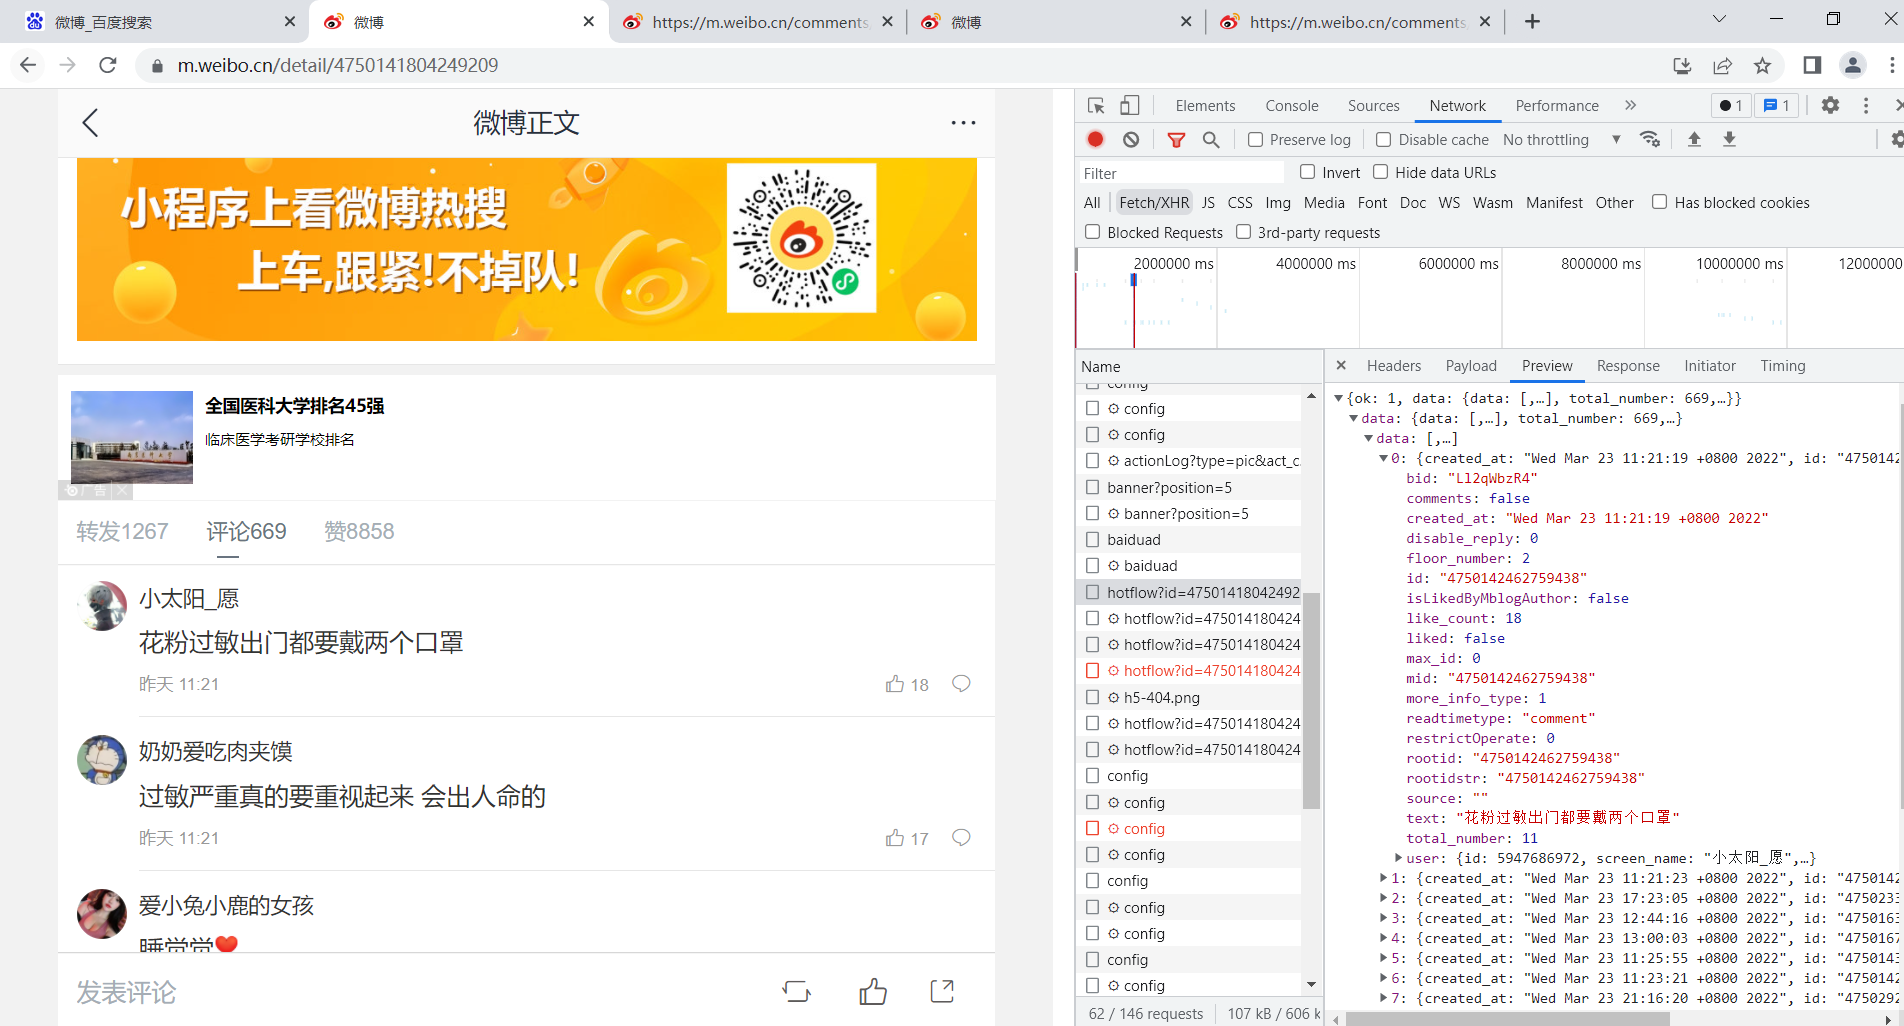 微博_百度搜索
微博
https://m.weibo.cn/comments
微博
https://m.weibo.cn/comments
m.weibo.cn/detail/4750141804249209
微博正文
小程序上看微博热搜
上车,跟紧!不掉队!
全国医科大学排名45强
临床医学考研学校排名
广告
转发1267 评论669 赞8858
小太阳_愿
花粉过敏出门都要戴两个口罩
昨天 11:21
18
奶奶爱吃肉夹馍
过敏严重真的要重视起来 会出人命的
昨天 11:21
17
爱小兔小鹿的女孩
睡觉觉❤
发表评论
Elements Console Sources Network Performance 1 1
Preserve log Disable cache No throttling
Filter Invert Hide data URLs
All Fetch/XHR JS CSS Img Media Font Doc WS Wasm Manifest Other Has blocked cookies
Blocked Requests 3rd-party requests
2000000 ms 4000000 ms 6000000 ms 8000000 ms 10000000 ms 12000000
Name
config
config
config
actionLog?type=pic&act_c
banner?position=5
banner?position=5
baiduad
baiduad
hotflow?id=47501418042492
hotflow?id=475014180424
hotflow?id=475014180424
hotflow?id=475014180424
h5-404.png
hotflow?id=475014180424
hotflow?id=475014180424
config
config
config
config
config
config
config
config
config
62 / 146 requests 107 kB / 606 k
Headers Payload Preview Response Initiator Timing
{ok: 1, data: {data: [,…], total_number: 669,…}}
data: {data: [,…], total_number: 669,…}
data: [,…]
0: {created_at: "Wed Mar 23 11:21:19 +0800 2022", id: "475014
bid: "Ll2qWbzR4"
comments: false
created_at: "Wed Mar 23 11:21:19 +0800 2022"
disable_reply: 0
floor_number: 2
id: "4750142462759438"
isLikedByMblogAuthor: false
like_count: 18
liked: false
max_id: 0
mid: "4750142462759438"
more_info_type: 1
readtimetype: "comment"
restrictOperate: 0
rootid: "4750142462759438"
rootidstr: "4750142462759438"
source: ""
text: "花粉过敏出门都要戴两个口罩"
total_number: 11
user: {id: 5947686972, screen_name: "小太阳_愿",…}
1: {created_at: "Wed Mar 23 11:21:23 +0800 2022", id: "4750142
2: {created_at: "Wed Mar 23 17:23:05 +0800 2022", id: "4750233
3: {created_at: "Wed Mar 23 12:44:16 +0800 2022", id: "4750163
4: {created_at: "Wed Mar 23 13:00:03 +0800 2022", id: "4750167
5: {created_at: "Wed Mar 23 11:25:55 +0800 2022", id: "4750143
6: {created_at: "Wed Mar 23 11:23:21 +0800 2022", id: "4750142
7: {created_at: "Wed Mar 23 21:16:20 +0800 2022", id: "4750292